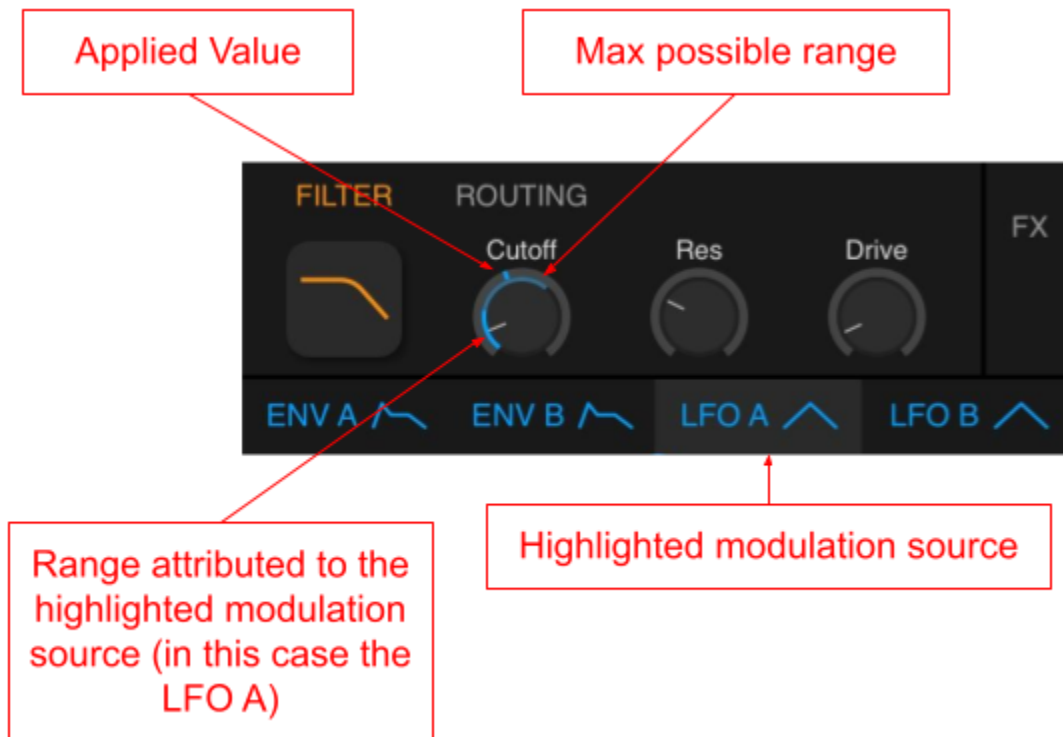 Applied Value
Max possible range
FILTER
ROUTING
FX
Cutoff
Res
Drive
ENV A
ENV B
LFO A
LFO B
Range attributed to the
highlighted modulation
source (in this case the
LFO A)
Highlighted modulation source